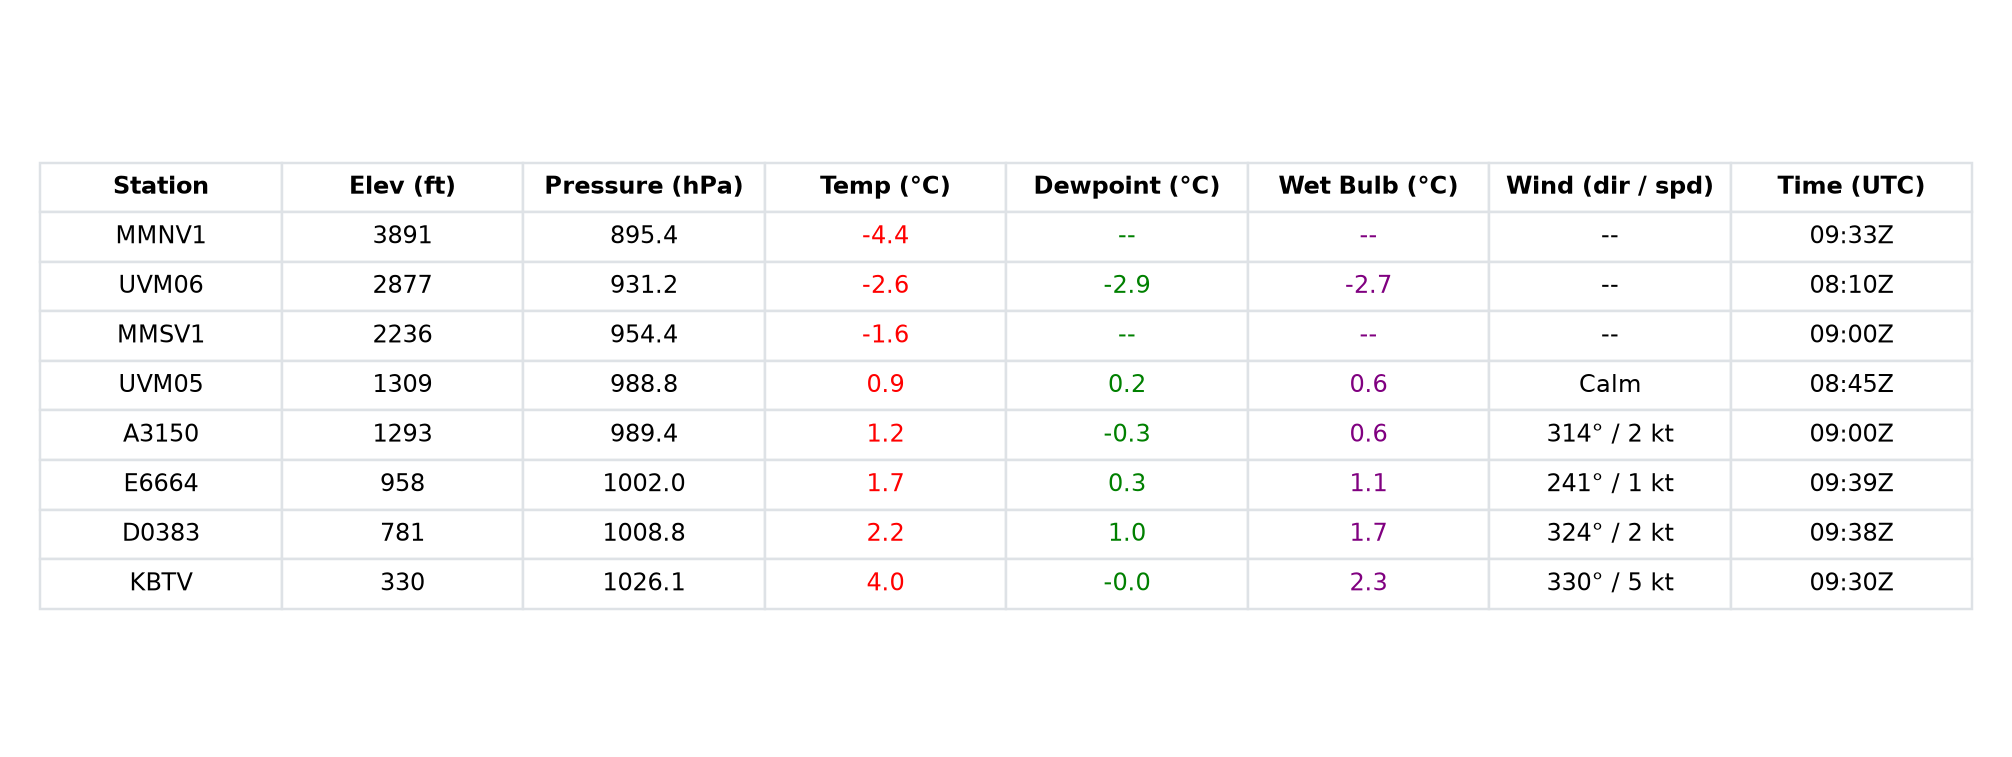 Station Elev (ft) Pressure (hPa) Temp (°C) Dewpoint (°C) Wet Bulb (°C) Wind (dir / spd) Time (UTC)
MMNV1 3891 895.4 -4.4 -- -- -- 09:33Z
UVM06 2877 931.2 -2.6 -2.9 -2.7 -- 08:10Z
MMSV1 2236 954.4 -1.6 -- -- -- 09:00Z
UVM05 1309 988.8 0.9 0.2 0.6 Calm 08:45Z
A3150 1293 989.4 1.2 -0.3 0.6 314° / 2 kt 09:00Z
E6664 958 1002.0 1.7 0.3 1.1 241° / 1 kt 09:39Z
D0383 781 1008.8 2.2 1.0 1.7 324° / 2 kt 09:38Z
KBTV 330 1026.1 4.0 -0.0 2.3 330° / 5 kt 09:30Z